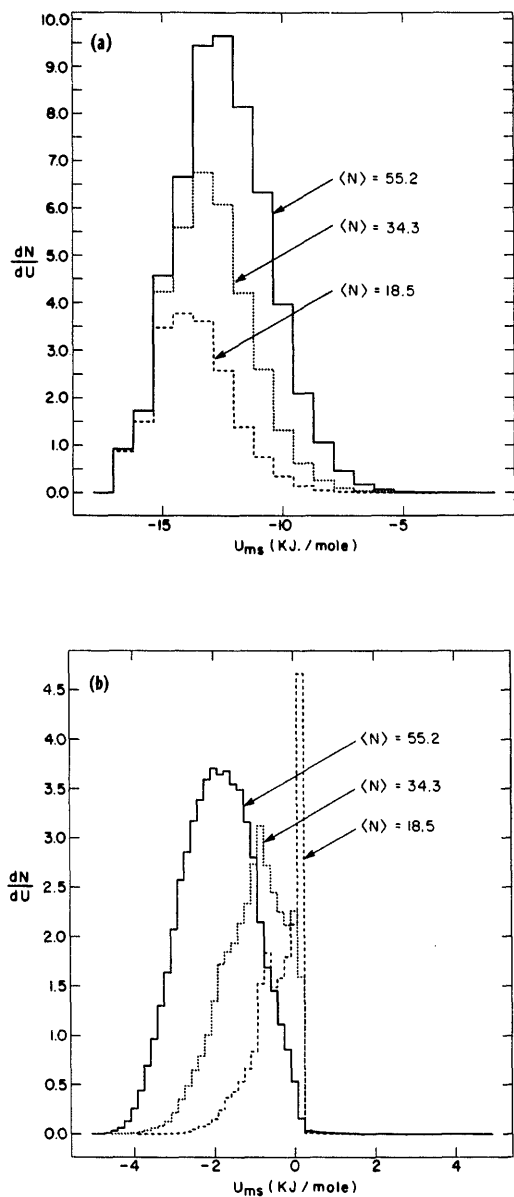 (a)
10.0
9.0
8.0
7.0
6.0
5.0
4.0
3.0
2.0
1.0
0.0
dN
dU
⟨N⟩ = 55.2
⟨N⟩ = 34.3
⟨N⟩ = 18.5
-15
-10
-5
Ums (KJ./mole)
(b)
4.5
4.0
3.5
3.0
2.5
2.0
1.5
1.0
0.5
0.0
dN
dU
⟨N⟩ = 55.2
⟨N⟩ = 34.3
⟨N⟩ = 18.5
-4
-2
0
2
4
Ums (KJ/mole)